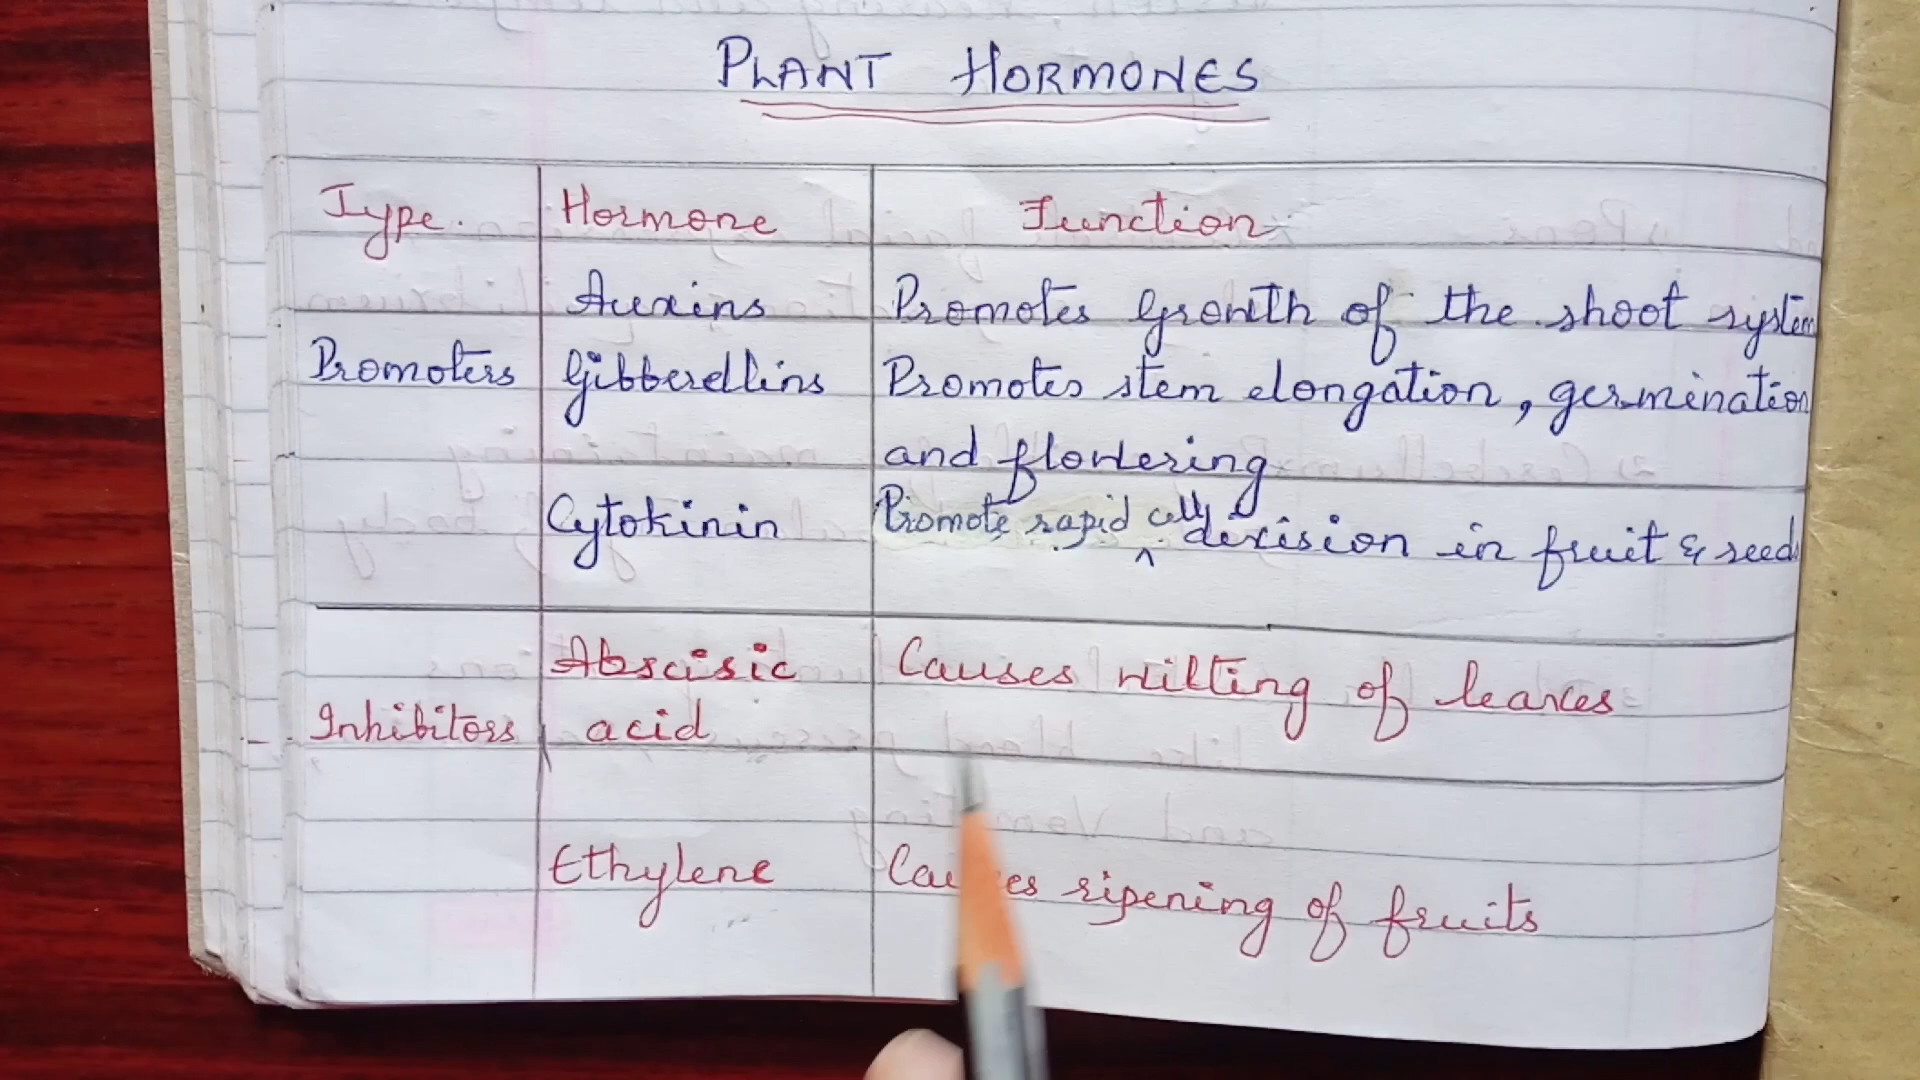 PLANT HORMONES
Type. Hormone Function
Auxins Promotes growth of the shoot system
Promoters Gibberellins Promotes stem elongation, germination
and flowering
Cytokinin Promote rapid cell division in fruit & seed
Abscisic Causes wilting of leaves
Inhibitors acid
Ethylene Causes ripening of fruits